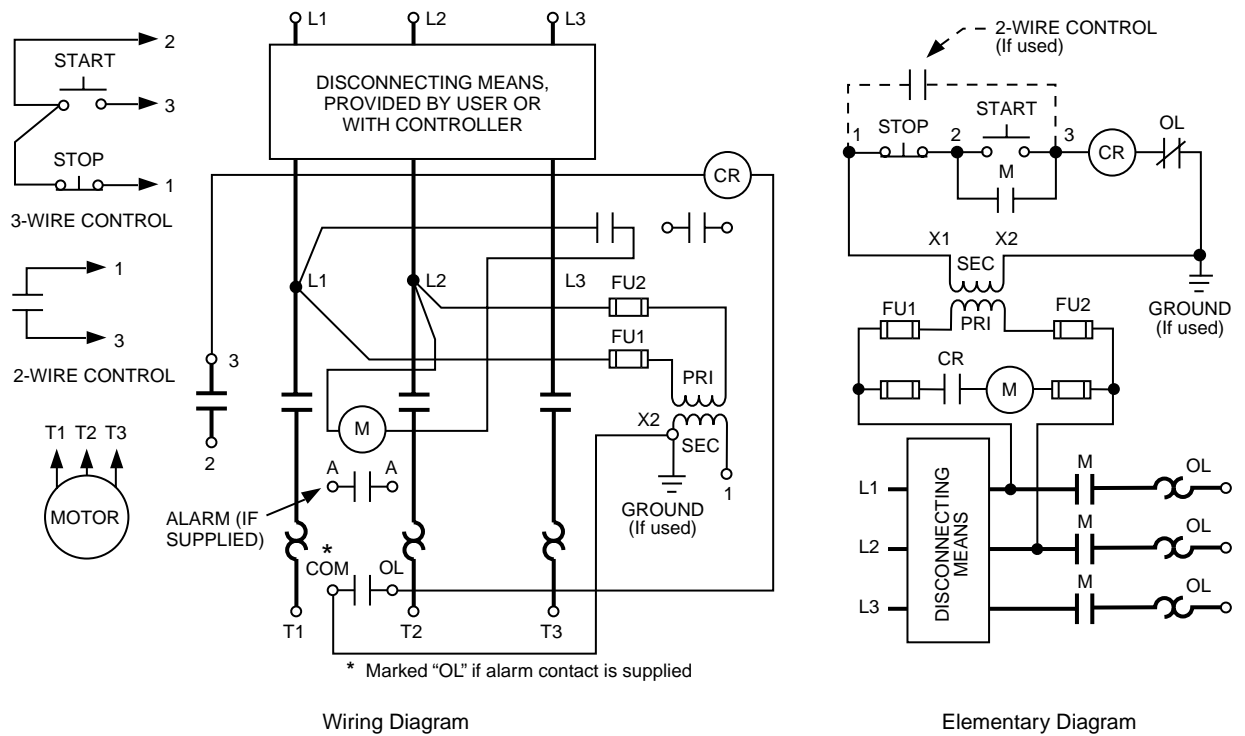 L1
L2
L3
DISCONNECTING MEANS,
PROVIDED BY USER OR
WITH CONTROLLER
2
START
3
STOP
1
3-WIRE CONTROL
1
3
2-WIRE CONTROL
T1 T2 T3
MOTOR
CR
L1
L2
L3
FU2
FU1
PRI
X2
SEC
1
GROUND
(If used)
3
2
M
A
A
ALARM (IF
SUPPLIED)
*
COM
OL
T1
T2
T3
* Marked “OL” if alarm contact is supplied
Wiring Diagram
2-WIRE CONTROL
(If used)
START
OL
1
STOP
2
3
CR
M
X1
X2
SEC
GROUND
(If used)
FU1
PRI
FU2
CR
M
DISCONNECTING
MEANS
L1
M
OL
L2
M
OL
L3
M
OL
Elementary Diagram